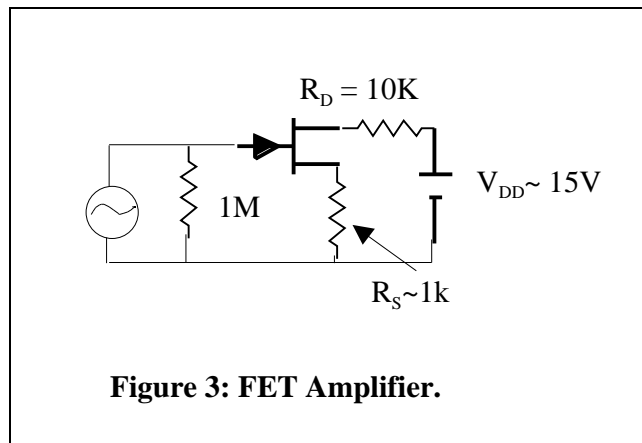 R_D = 10K
V_DD~ 15V
1M
R_S~1k
Figure 3: FET Amplifier.